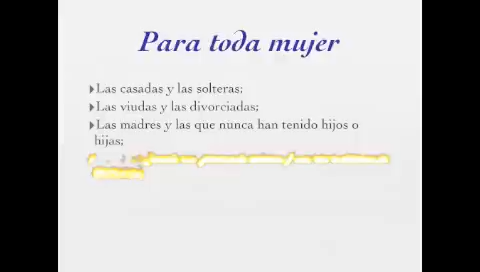 Para toda mujer
Las casadas y las solteras;
Las viudas y las divorciadas;
Las madres y las que nunca han tenido hijos o
hijas;